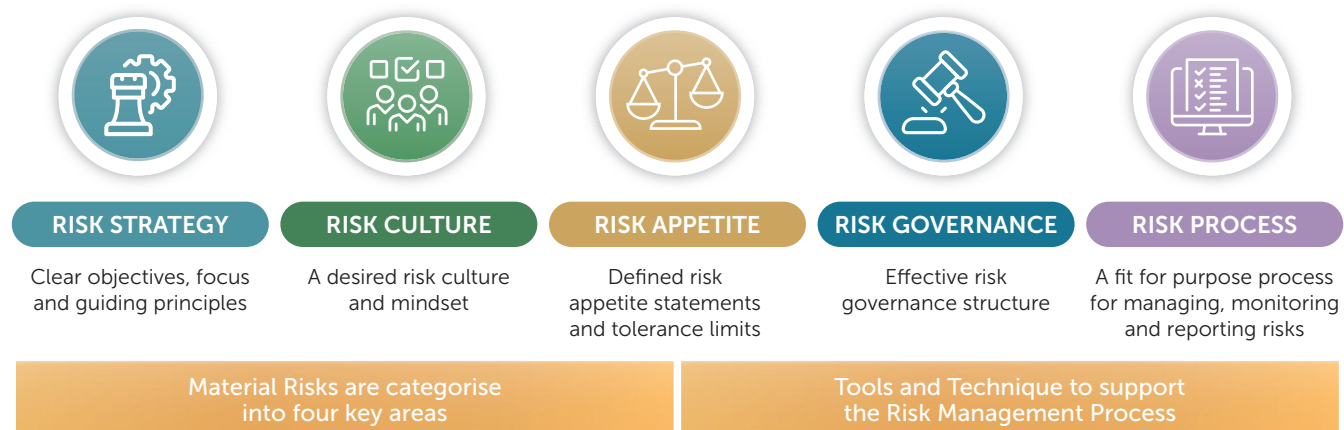 RISK STRATEGY
Clear objectives, focus
and guiding principles
RISK CULTURE
A desired risk culture
and mindset
RISK APPETITE
Defined risk
appetite statements
and tolerance limits
RISK GOVERNANCE
Effective risk
governance structure
RISK PROCESS
A fit for purpose process
for managing, monitoring
and reporting risks
Material Risks are categorise
into four key areas
Tools and Technique to support
the Risk Management Process